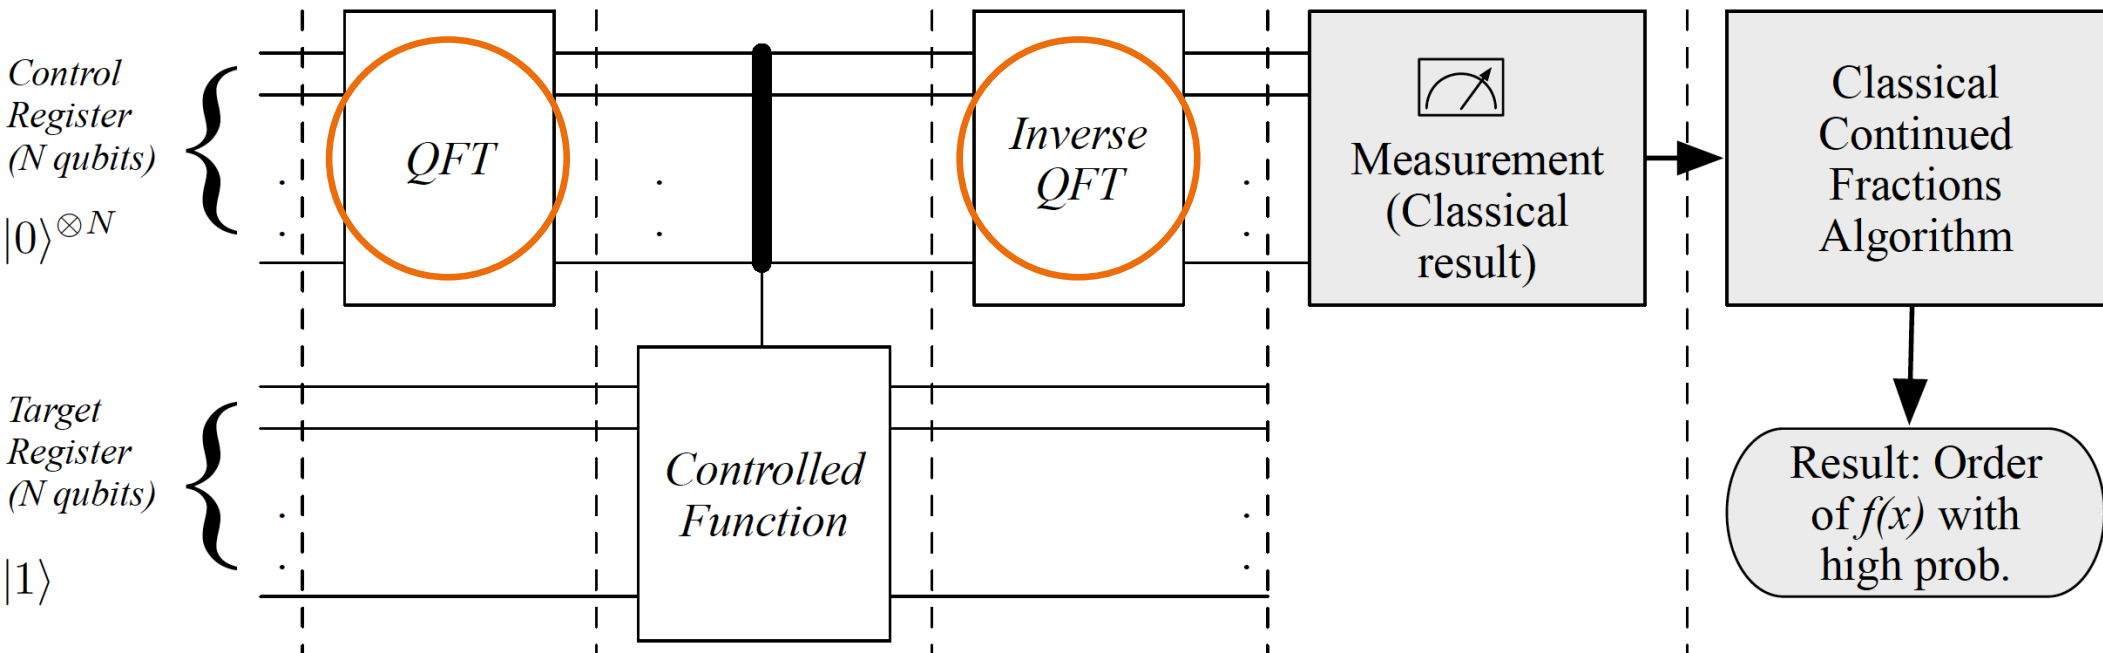 Control
Register
(N qubits)
|0⟩⊗N
QFT
Inverse
QFT
Measurement
(Classical
result)
Classical
Continued
Fractions
Algorithm
Target
Register
(N qubits)
|1⟩
Controlled
Function
Result: Order
of f(x) with
high prob.